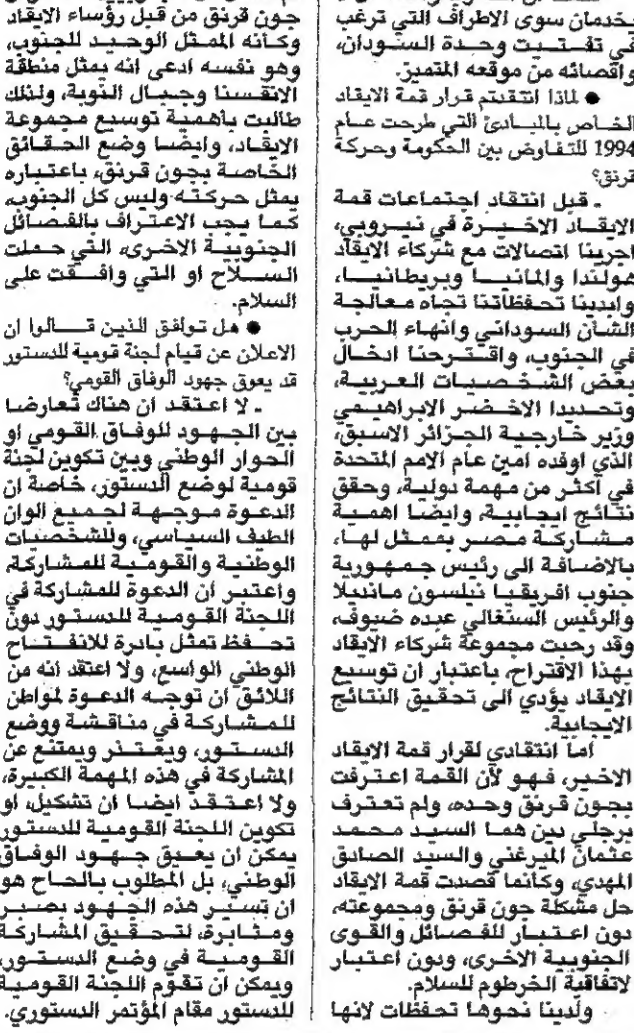 يخدمان سوى الاطراف التي ترغب
في تفتيت وحدة السودان،
واقصائه من موقعه المتميز.
● لماذا انتقدتم قرار قمة الايقاد
الخاص بالمبادئ التي طرحت عام
1994 للتفاوض بين الحكومة وحركة
قرنق؟
ـ قبل انتقاد اجتماعات قمة
الايقاد الاخيرة في نيروبي،
اجرينا اتصالات مع شركاء الايقاد
هولندا والمانيا وبريطانيا،
وابدينا تحفظاتنا تجاه معالجة
الشأن السوداني وانهاء الحرب
في الجنوب، واقترحنا ادخال
بعض الشخصيات العربية،
وتحديدا الاخضر الابراهيمي
وزير خارجية الجزائر الاسبق،
الذي اوفده امين عام الامم المتحدة
في اكثر من مهمة دولية، وحقق
نتائج ايجابية، وايضا اهمية
مشاركة مصر بممثل لها،
بالاضافة الى رئيس جمهورية
جنوب افريقيا نيلسون مانديلا
والرئيس السنغالي عبده ضيوف،
وقد رحبت مجموعة شركاء الايقاد
بهذا الاقتراح، باعتبار ان توسيع
الايقاد يؤدي الى تحقيق النتائج
الايجابية.
اما انتقادي لقرار قمة الايقاد
الاخير، فهو لأن القمة اعترفت
بجون قرنق وحده، ولم تعترف
برجلي دين هما السيد محمد
عثمان الميرغني والسيد الصادق
المهدي، وكأنما قصدت قمة الايقاد
حل مشكلة جون قرنق ومجموعته،
دون اعتبار للفصائل والقوى
الجنوبية الاخرى، ودون اعتبار
لاتفاقية الخرطوم للسلام.
ولدينا نحوها تحفظات لانها
جون قرنق من قبل رؤساء الايقاد
وكأنه الممثل الوحيد للجنوب،
وهو نفسه ادعى انه يمثل منطقة
الانقسنا وجبال النوبة، ولذلك
طالبت باهمية توسيع مجموعة
الايقاد، وايضا وضع الحقائق
الخاصة بجون قرنق، باعتباره
يمثل حركته وليس كل الجنوب،
كما يجب الاعتراف بالفصائل
الجنوبية الاخرى، التي حملت
السلاح او التي وافقت على
السلام.
● هل توافق الذين قالوا ان
الاعلان عن قيام لجنة قومية للدستور
قد يعوق جهود الوفاق القومي؟
ـ لا اعتقد ان هناك تعارضا
بين الجهود للوفاق القومي او
الحوار الوطني وبين تكوين لجنة
قومية لوضع الدستور، خاصة ان
الدعوة موجهة لجميع الوان
الطيف السياسي، وللشخصيات
الوطنية والقومية للمشاركة،
واعتبر ان الدعوة للمشاركة في
اللجنة القومية للدستور دون
تحفظ تمثل بادرة للانفتاح
الوطني الواسع، ولا اعتقد انه من
اللائق ان توجه الدعوة لمواطن
للمشاركة في مناقشة ووضع
الدستور، ويعتذر ويمتنع عن
المشاركة في هذه المهمة الكبيرة،
ولا اعتقد ايضا ان تشكيل، او
تكوين اللجنة القومية للدستور
يمكن ان يعيق جهود الوفاق
الوطني، بل المطلوب بالحاح هو
ان تسير هذه الجهود بصبر
ومثابرة، لتحقيق المشاركة
القومية في وضع الدستور،
ويمكن ان تقوم اللجنة القومية
للدستور مقام المؤتمر الدستوري.